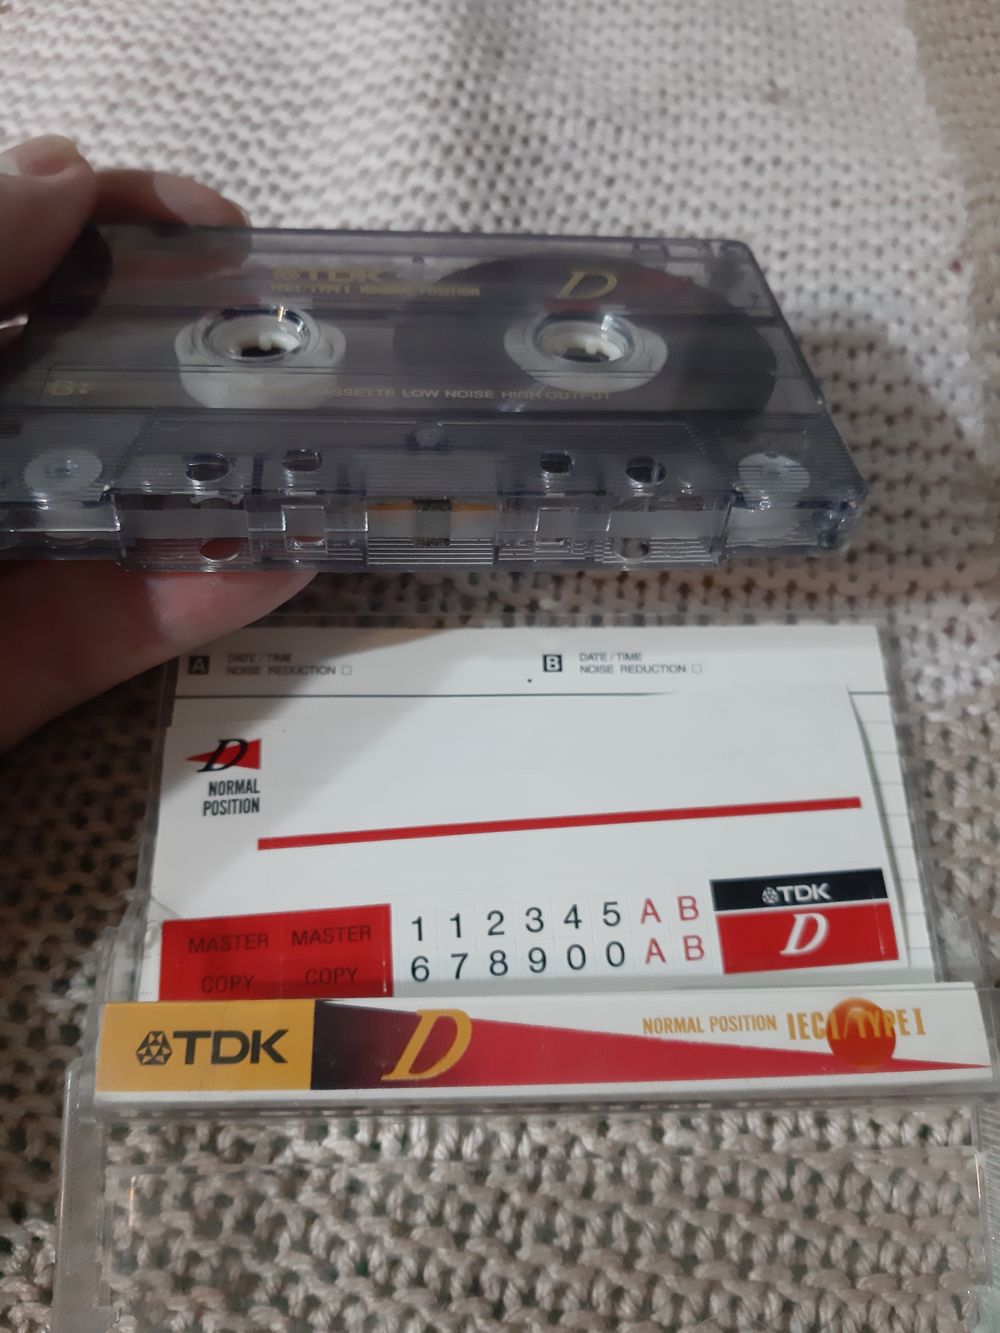 TDK D
IEC I / TYPE I NORMAL POSITION
B:
CASSETTE LOW NOISE HIGH OUTPUT
A DATE/TIME B DATE/TIME
NOISE REDUCTION □ NOISE REDUCTION □
D
NORMAL
POSITION
TDK
D
MASTER MASTER 1 1 2 3 4 5 A B
COPY COPY 6 7 8 9 0 0 A B
TDK D NORMAL POSITION IEC I / TYPE I